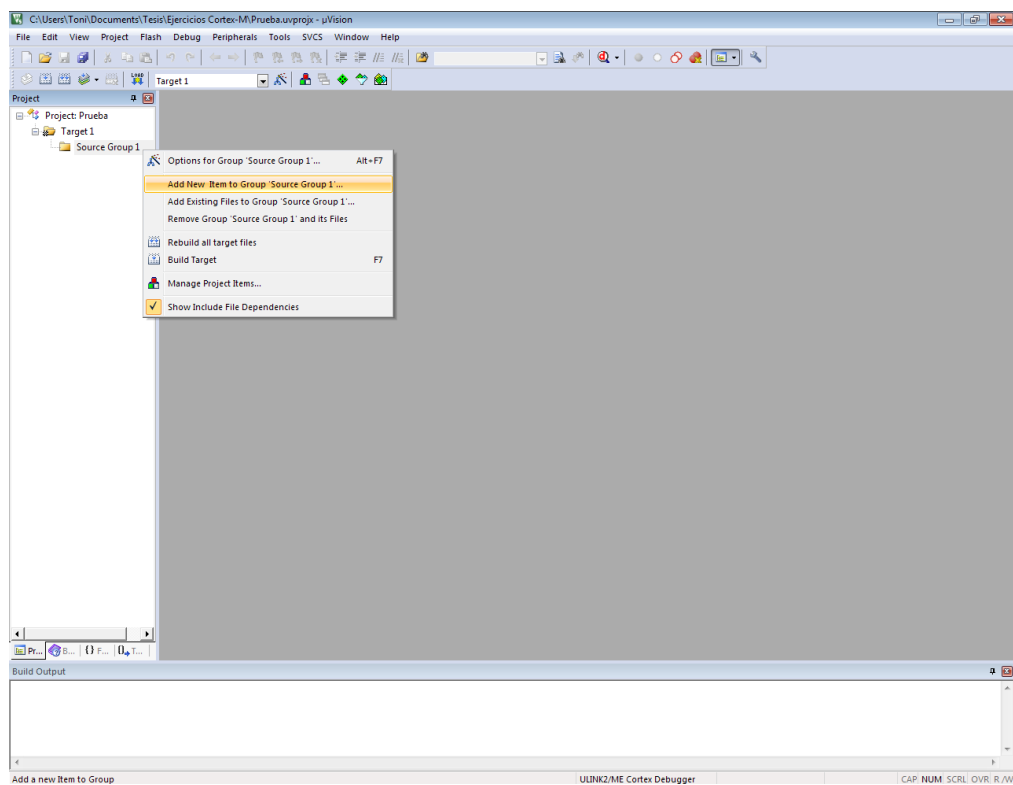 C:\Users\Toni\Documents\Tesis\Ejercicios Cortex-M\Prueba.uvprojx - µVision
File Edit View Project Flash Debug Peripherals Tools SVCS Window Help
LOAD Target 1
Project
Project: Prueba
Target 1
Source Group 1
Options for Group 'Source Group 1'... Alt+F7
Add New Item to Group 'Source Group 1'...
Add Existing Files to Group 'Source Group 1'...
Remove Group 'Source Group 1' and its Files
Rebuild all target files
Build Target F7
Manage Project Items...
Show Include File Dependencies
Pr... B... {} F... 0 T...
Build Output
Add a new Item to Group ULINK2/ME Cortex Debugger CAP NUM SCRL OVR R/W